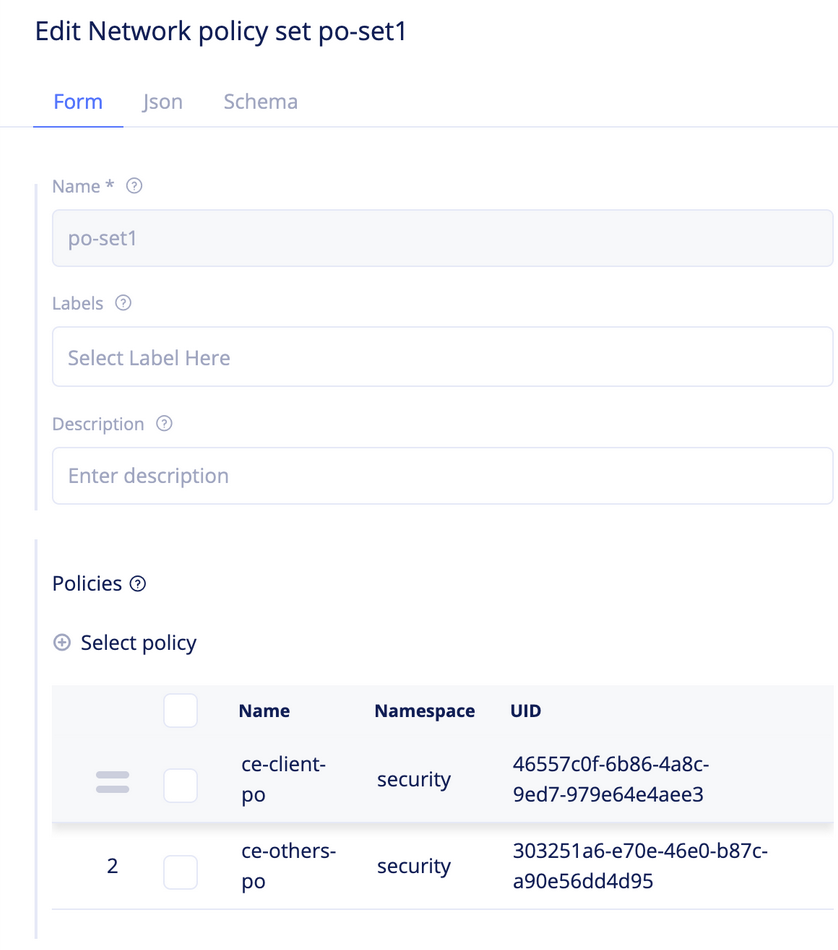 Edit Network policy set po-set1
Form Json Schema
Name *
po-set1
Labels
Select Label Here
Description
Enter description
Policies
Select policy
Name Namespace UID
ce-client-po security 46557c0f-6b86-4a8c-9ed7-979e64e4aee3
2 ce-others-po security 303251a6-e70e-46e0-b87c-a90e56dd4d95